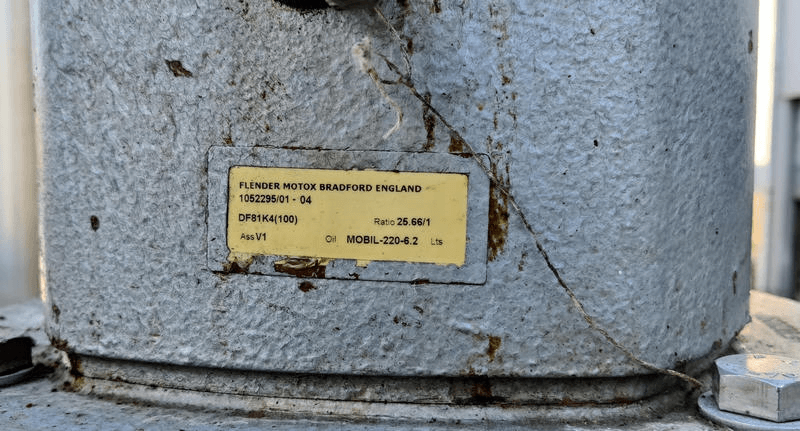 FLENDER MOTOX BRADFORD ENGLAND
1052295/01 - 04
DF81K4(100) Ratio 25.66/1
Ass V1 Oil MOBIL-220-6.2 Lts